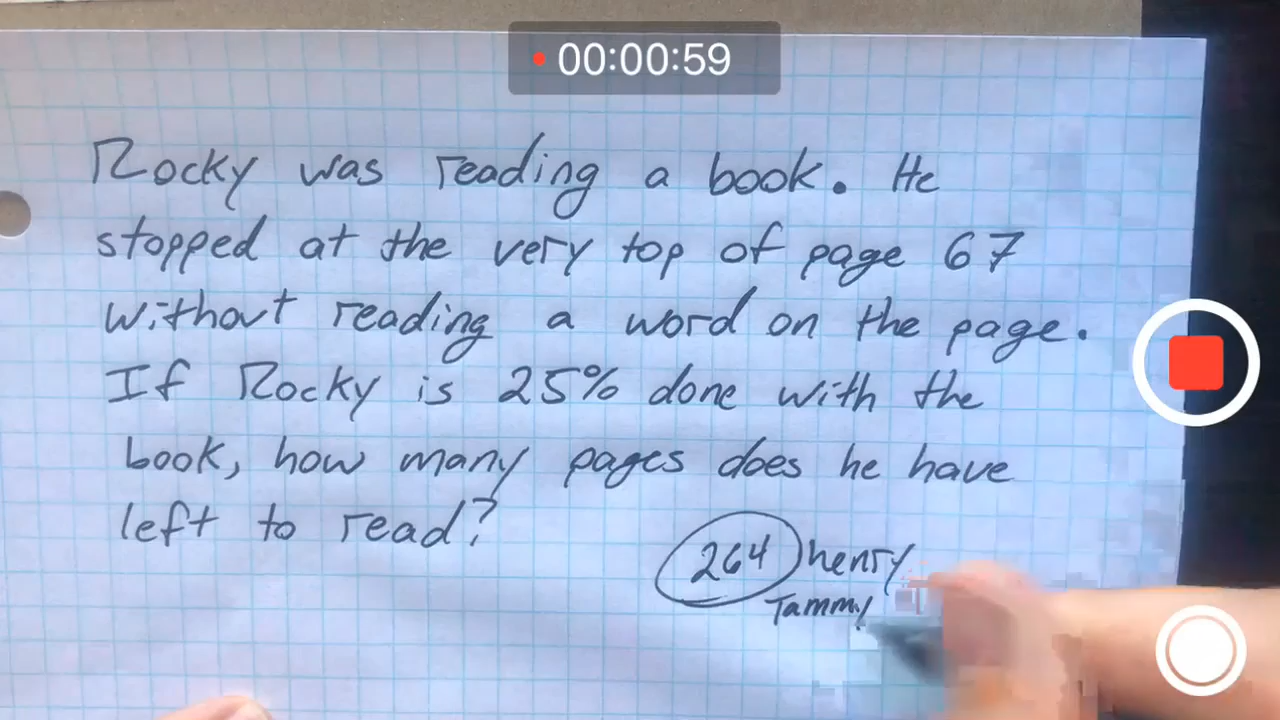 00:00:59
Rocky was reading a book. He
stopped at the very top of page 67
without reading a word on the page.
If Rocky is 25% done with the
book, how many pages does he have
left to read?
264 henry
Tammy